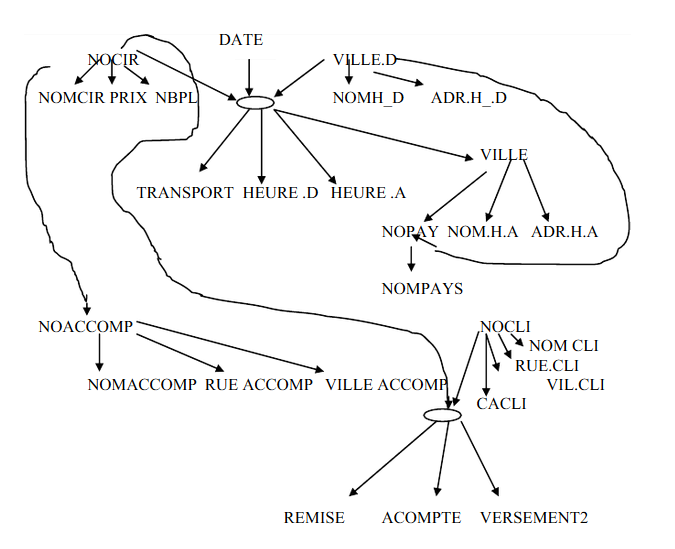 DATE
NOCIR VILLE.D
NOMCIR PRIX NBPL NOMH_D ADR.H_.D
VILLE
TRANSPORT HEURE .D HEURE .A
NOPAY NOM.H.A ADR.H.A
NOMPAYS
NOACCOMP NOCLI
NOM CLI
RUE.CLI
NOMACCOMP RUE ACCOMP VILLE ACCOMP VIL.CLI
CACLI
REMISE ACOMPTE VERSEMENT2